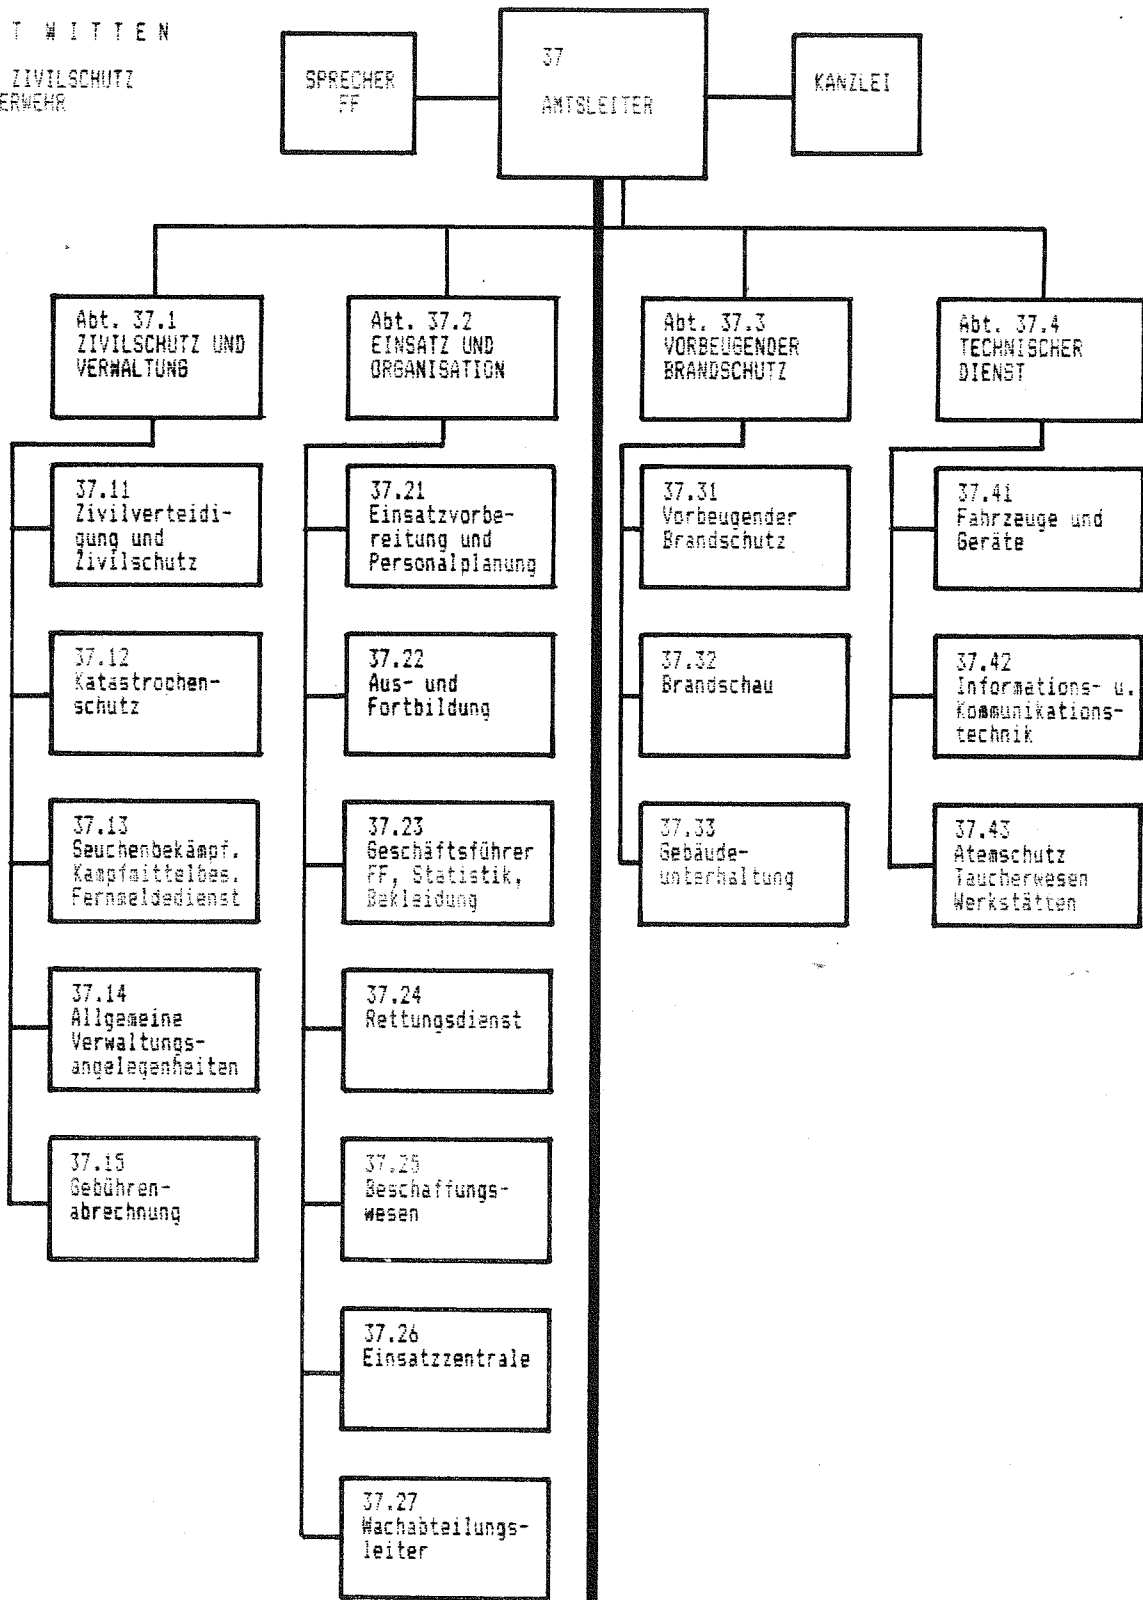 T W I T T E N
ZIVILSCHUTZ
ERWEHR
SPRECHER
FF
37
AMTSLEITER
KANZLEI
Abt. 37.1
ZIVILSCHUTZ UND
VERWALTUNG
Abt. 37.2
EINSATZ UND
ORGANISATION
Abt. 37.3
VORBEUGENDER
BRANDSCHUTZ
Abt. 37.4
TECHNISCHER
DIENST
37.11
Zivilverteidi-
gung und
Zivilschutz
37.12
Katastrophen-
schutz
37.13
Seuchenbekämpf.
Kampfmittelbes.
Fernmeldedienst
37.14
Allgemeine
Verwaltungs-
angelegenheiten
37.15
Gebühren-
abrechnung
37.21
Einsatzvorbe-
reitung und
Personalplanung
37.22
Aus- und
Fortbildung
37.23
Geschäftsführer
FF, Statistik,
Bekleidung
37.24
Rettungsdienst
37.25
Beschaffungs-
wesen
37.26
Einsatzzentrale
37.27
Wachabteilungs-
leiter
37.31
Vorbeugender
Brandschutz
37.32
Brandschau
37.33
Gebäude-
unterhaltung
37.41
Fahrzeuge und
Geräte
37.42
Informations- u.
Kommunikations-
technik
37.43
Atemschutz
Taucherwesen
Werkstätten